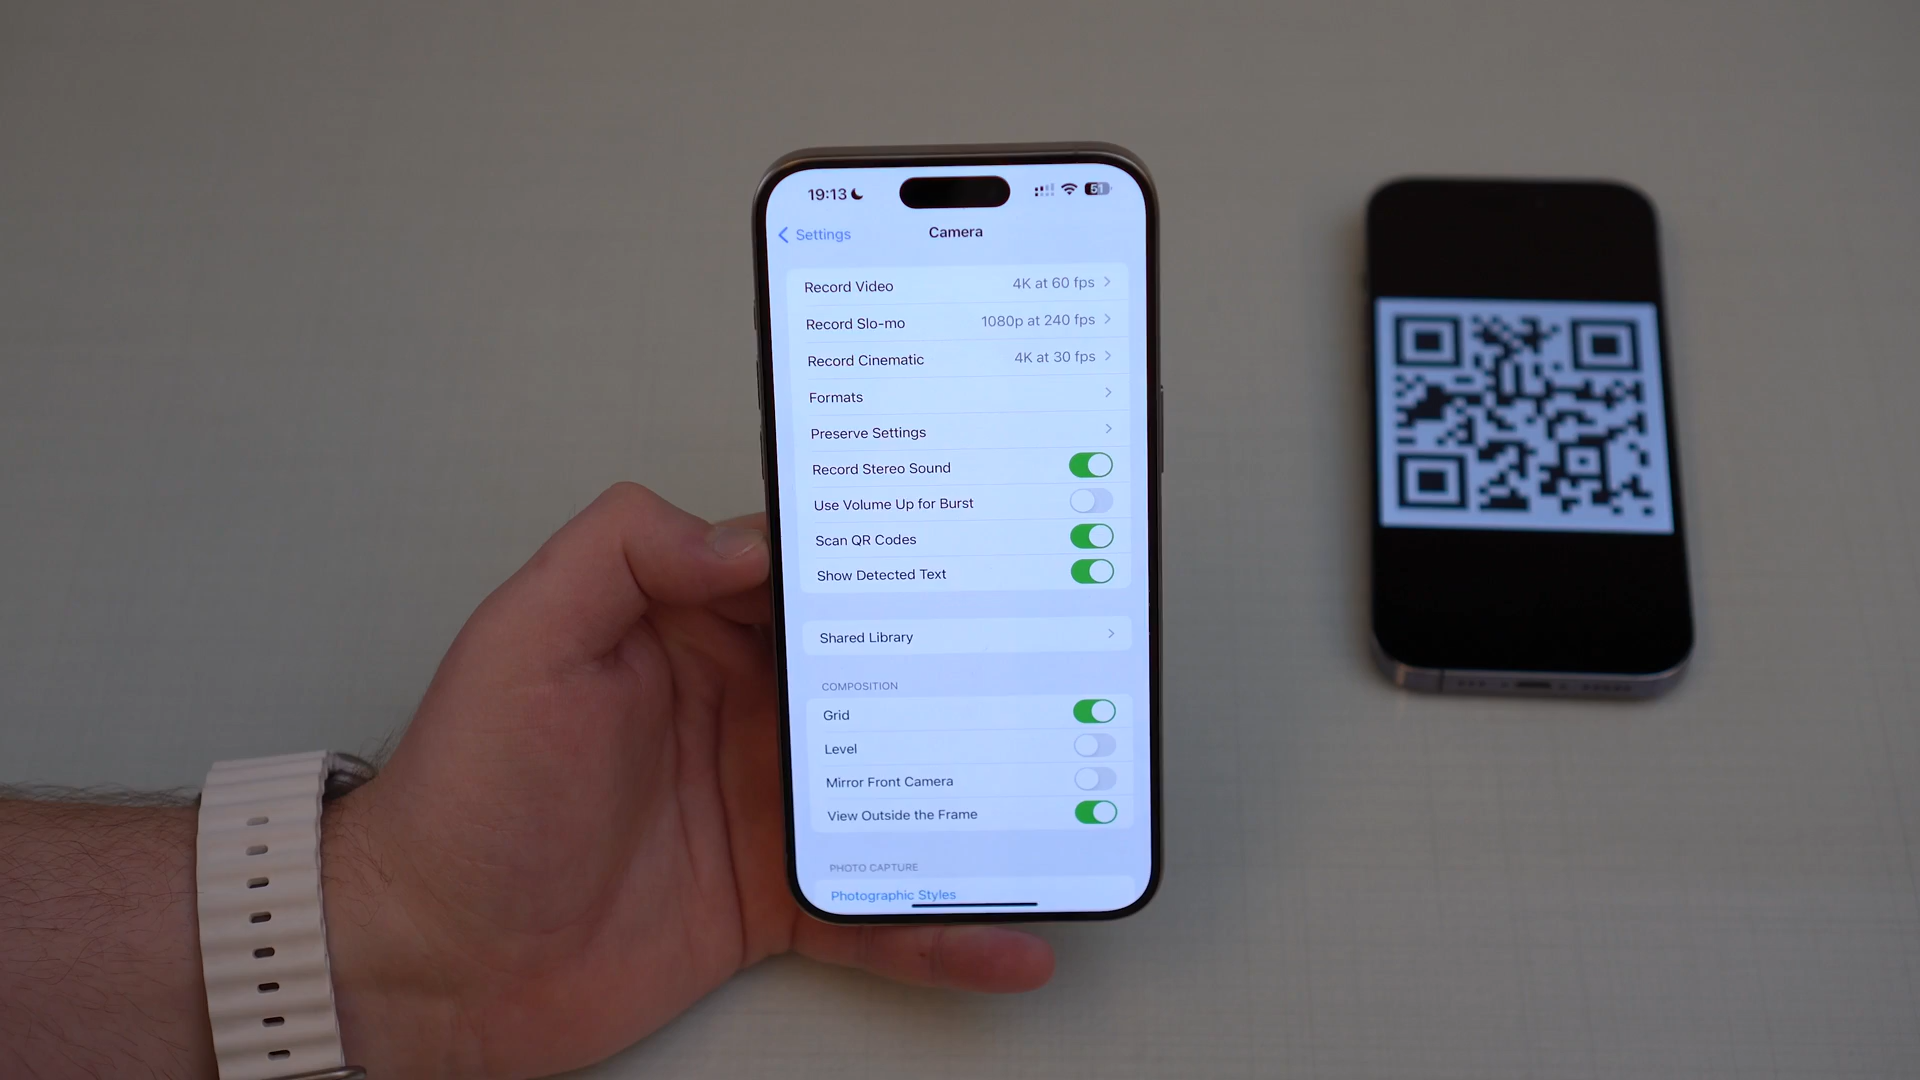 19:13 51
Settings Camera
Record Video 4K at 60 fps
Record Slo-mo 1080p at 240 fps
Record Cinematic 4K at 30 fps
Formats
Preserve Settings
Record Stereo Sound
Use Volume Up for Burst
Scan QR Codes
Show Detected Text
Shared Library
COMPOSITION
Grid
Level
Mirror Front Camera
View Outside the Frame
PHOTO CAPTURE
Photographic Styles